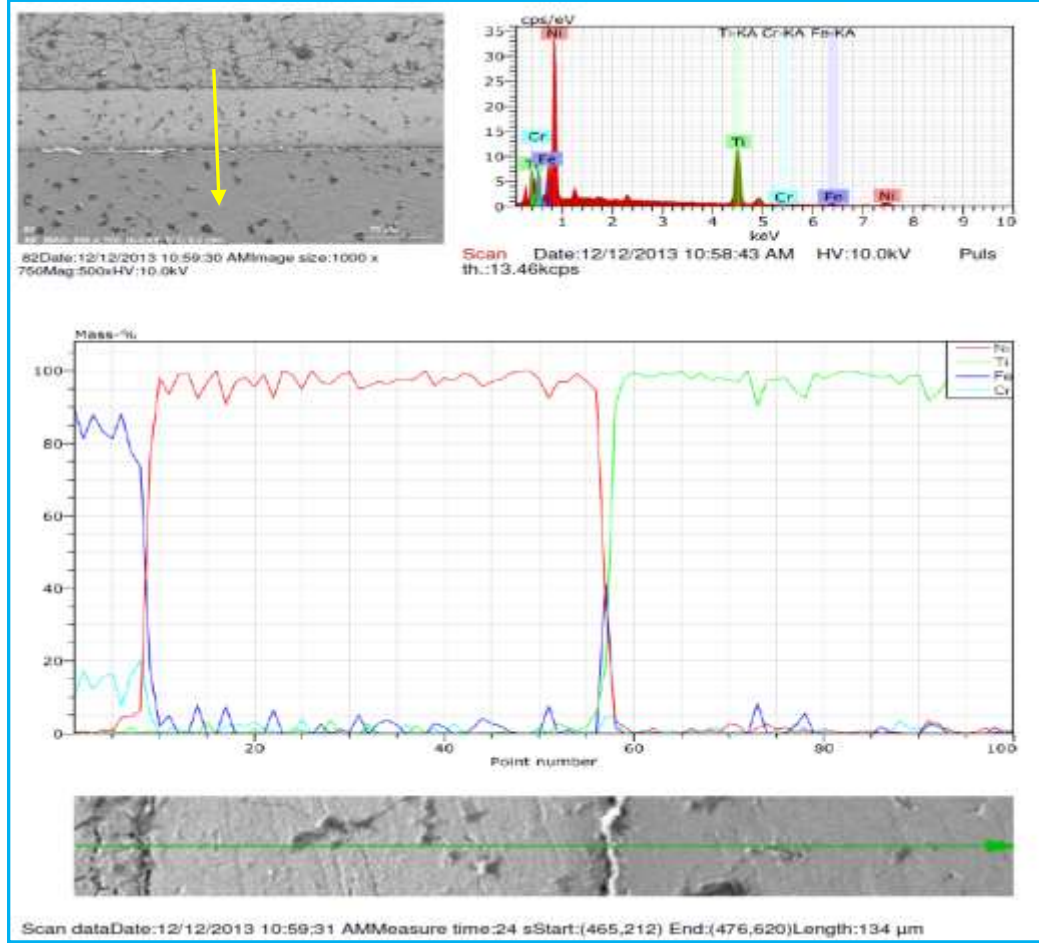 cps/eV
35
30
25
20
15
10
5
0
Ni
Ti-KA Cr-KA Fe-KA
Cr
Fe
Ti
Cr
Fe
Ni
1 2 3 4 5 6 7 8 9 10
keV
82Date:12/12/2013 10:59:30 AMImage size:1000 x
750Mag:500xHV:10.0kV
Scan Date:12/12/2013 10:58:43 AM HV:10.0kV Puls
th.:13.46kcps
Mass-%
Ni
Ti
Fe
Cr
100
80
60
40
20
0
20 40 60 80 100
Point number
Scan dataDate:12/12/2013 10:59:31 AMMeasure time:24 sStart:(465,212) End:(476,620)Length:134 µm